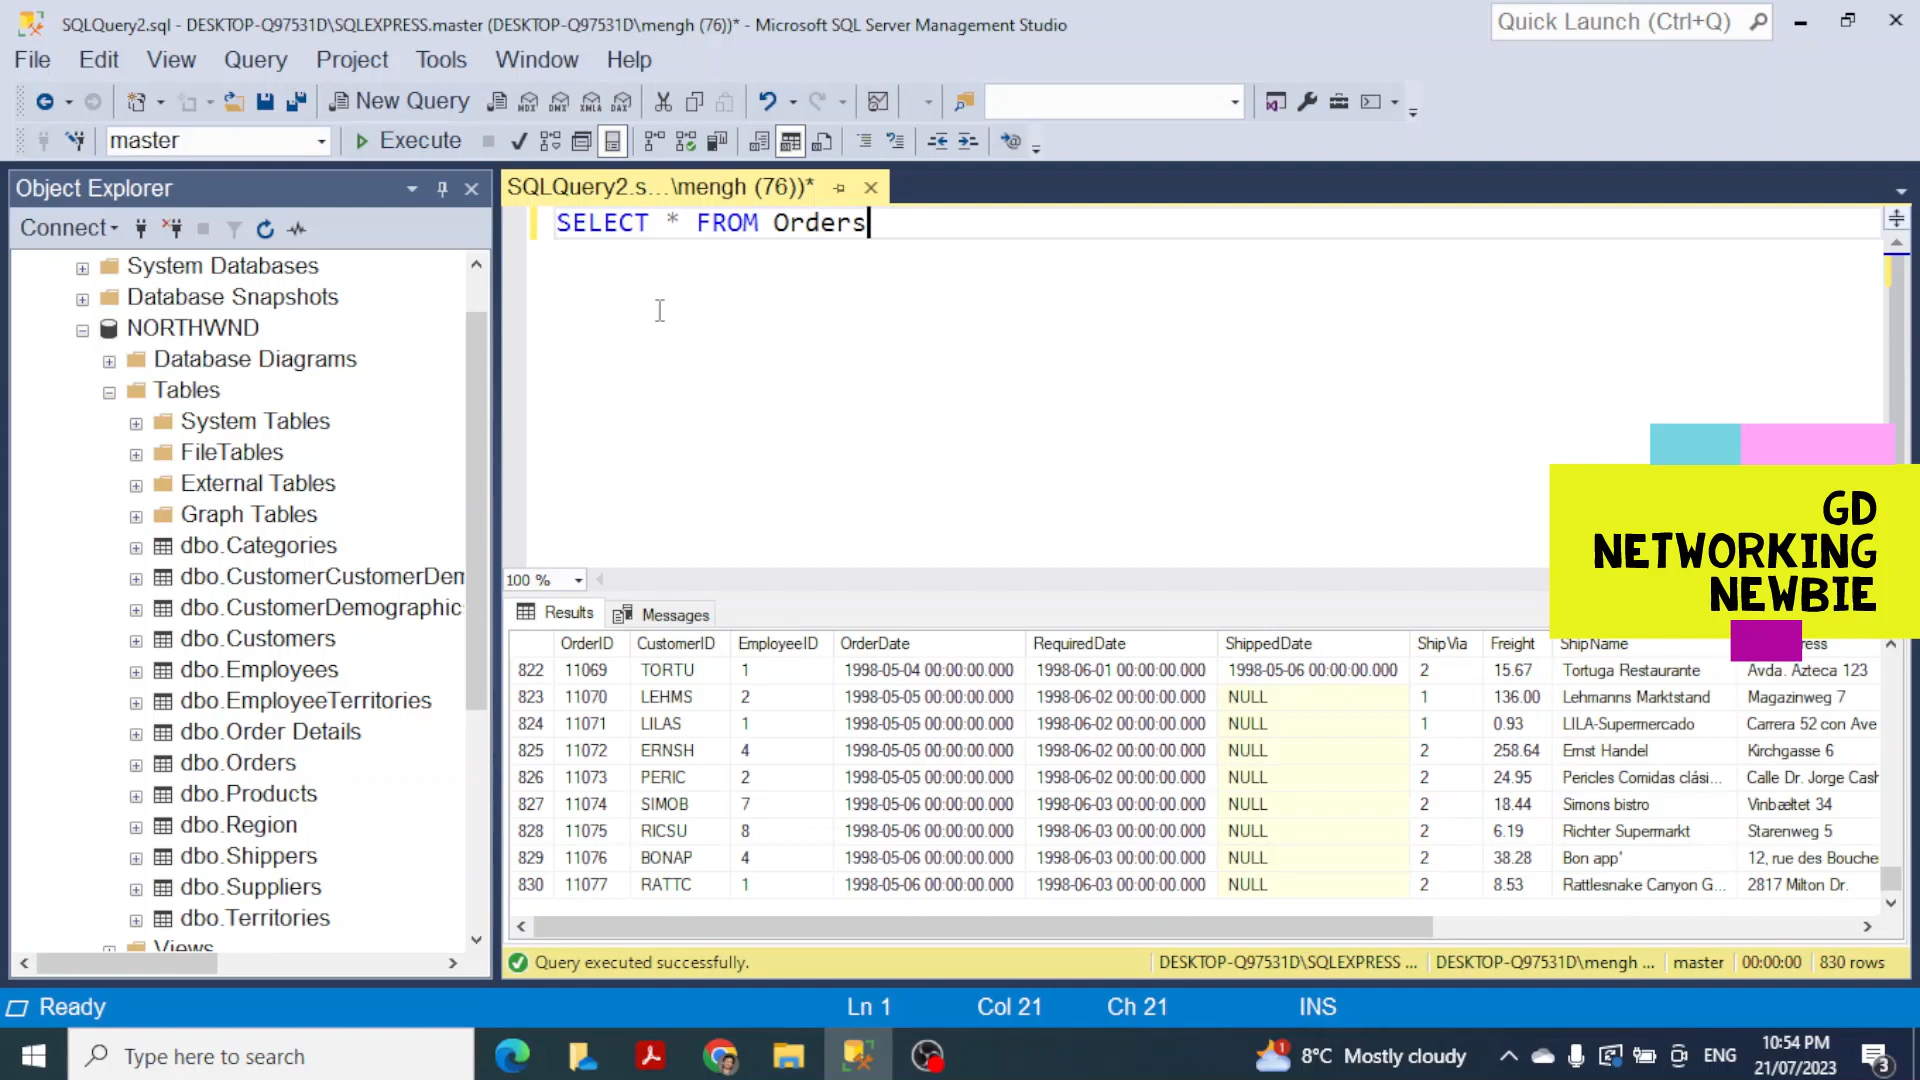 SQLQuery2.sql - DESKTOP-Q97531D\SQLEXPRESS.master (DESKTOP-Q97531D\mengh (76))* - Microsoft SQL Server Management Studio
Quick Launch (Ctrl+Q)
File Edit View Query Project Tools Window Help
New Query MDX DMX XMLA DAX
master Execute
Object Explorer
SQLQuery2.s...\mengh (76))*
Connect
SELECT * FROM Orders
System Databases
Database Snapshots
NORTHWND
Database Diagrams
Tables
System Tables
FileTables
External Tables
Graph Tables
dbo.Categories
dbo.CustomerCustomerDem
dbo.CustomerDemographic
dbo.Customers
dbo.Employees
dbo.EmployeeTerritories
dbo.Order Details
dbo.Orders
dbo.Products
dbo.Region
dbo.Shippers
dbo.Suppliers
dbo.Territories
Views
GD
NETWORKING
NEWBIE
100 %
Results Messages
OrderID CustomerID EmployeeID OrderDate RequiredDate ShippedDate ShipVia Freight ShipName ress
822 11069 TORTU 1 1998-05-04 00:00:00.000 1998-06-01 00:00:00.000 1998-05-06 00:00:00.000 2 15.67 Tortuga Restaurante Avda. Azteca 123
823 11070 LEHMS 2 1998-05-05 00:00:00.000 1998-06-02 00:00:00.000 NULL 1 136.00 Lehmanns Marktstand Magazinweg 7
824 11071 LILAS 1 1998-05-05 00:00:00.000 1998-06-02 00:00:00.000 NULL 1 0.93 LILA-Supermercado Carrera 52 con Ave
825 11072 ERNSH 4 1998-05-05 00:00:00.000 1998-06-02 00:00:00.000 NULL 2 258.64 Ernst Handel Kirchgasse 6
826 11073 PERIC 2 1998-05-05 00:00:00.000 1998-06-02 00:00:00.000 NULL 2 24.95 Pericles Comidas clási... Calle Dr. Jorge Cash
827 11074 SIMOB 7 1998-05-06 00:00:00.000 1998-06-03 00:00:00.000 NULL 2 18.44 Simons bistro Vinbæltet 34
828 11075 RICSU 8 1998-05-06 00:00:00.000 1998-06-03 00:00:00.000 NULL 2 6.19 Richter Supermarkt Starenweg 5
829 11076 BONAP 4 1998-05-06 00:00:00.000 1998-06-03 00:00:00.000 NULL 2 38.28 Bon app' 12, rue des Bouche
830 11077 RATTC 1 1998-05-06 00:00:00.000 1998-06-03 00:00:00.000 NULL 2 8.53 Rattlesnake Canyon G... 2817 Milton Dr.
Query executed successfully. DESKTOP-Q97531D\SQLEXPRESS ... DESKTOP-Q97531D\mengh ... master 00:00:00 830 rows
Ready Ln 1 Col 21 Ch 21 INS
Type here to search 1 8°C Mostly cloudy ENG 10:54 PM
21/07/2023 3